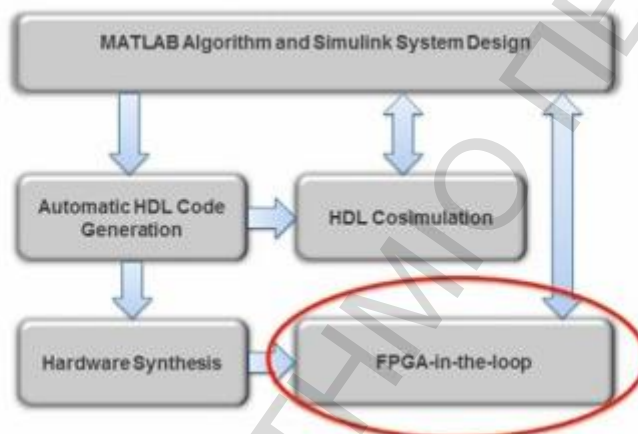 MATLAB Algorithm and Simulink System Design
Automatic HDL Code
Generation
HDL Cosimulation
Hardware Synthesis
FPGA-in-the-loop